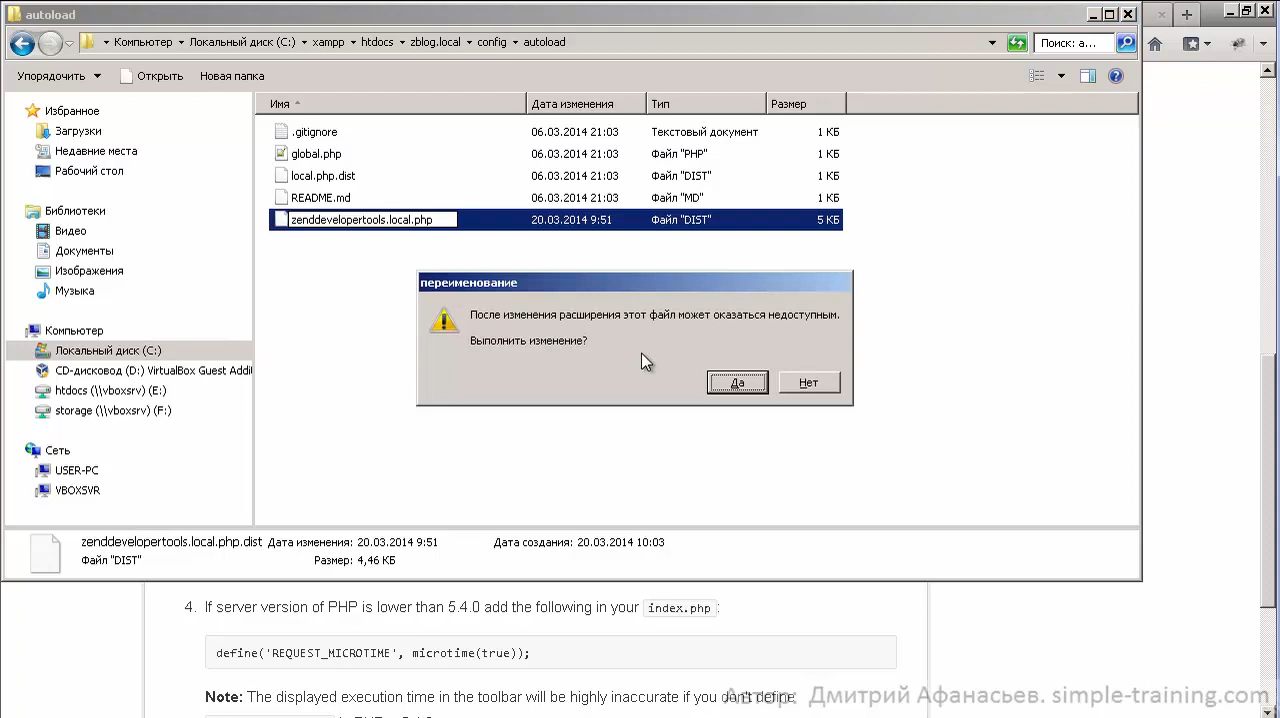 autoload
Компьютер Локальный диск (C:) xampp htdocs zblog.local config autoload
Поиск: а...
Упорядочить Открыть Новая папка
Имя Дата изменения Тип Размер
.gitignore 06.03.2014 21:03 Текстовый документ 1 КБ
global.php 06.03.2014 21:03 Файл "PHP" 1 КБ
local.php.dist 06.03.2014 21:03 Файл "DIST" 1 КБ
README.md 06.03.2014 21:03 Файл "MD" 1 КБ
zenddevelopertools.local.php 20.03.2014 9:51 Файл "DIST" 5 КБ
Избранное
Загрузки
Недавние места
Рабочий стол
Библиотеки
Видео
Документы
Изображения
Музыка
Компьютер
Локальный диск (C:)
CD-дисковод (D:) VirtualBox Guest Addi
htdocs (\\vboxsrv) (E:)
storage (\\vboxsrv) (F:)
Сеть
USER-PC
VBOXSVR
переименование
После изменения расширения этот файл может оказаться недоступным.
Выполнить изменение?
Да Нет
zenddevelopertools.local.php.dist Дата изменения: 20.03.2014 9:51 Дата создания: 20.03.2014 10:03
Файл "DIST" Размер: 4,46 КБ
4. If server version of PHP is lower than 5.4.0 add the following in your index.php:
define('REQUEST_MICROTIME', microtime(true));
Note: The displayed execution time in the toolbar will be highly inaccurate if you don't define
Автор: Дмитрий Афанасьев. simple-training.com